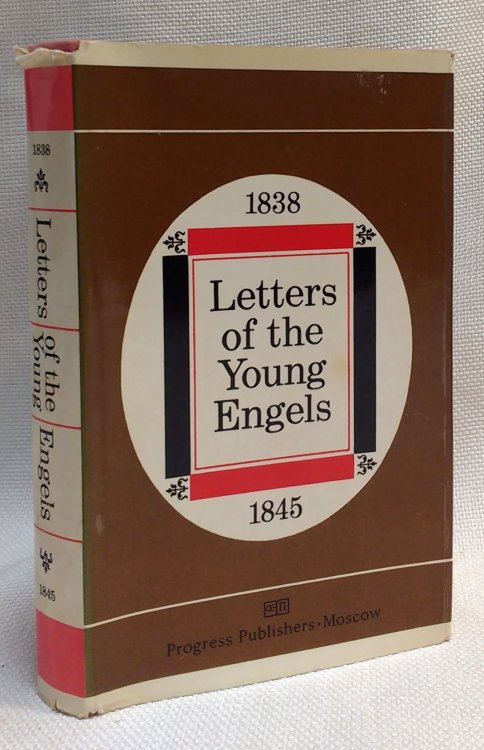 1838
Letters
of the
Young
Engels
1845
Progress Publishers • Moscow
1838
Letters
of the
Young
Engels
1845